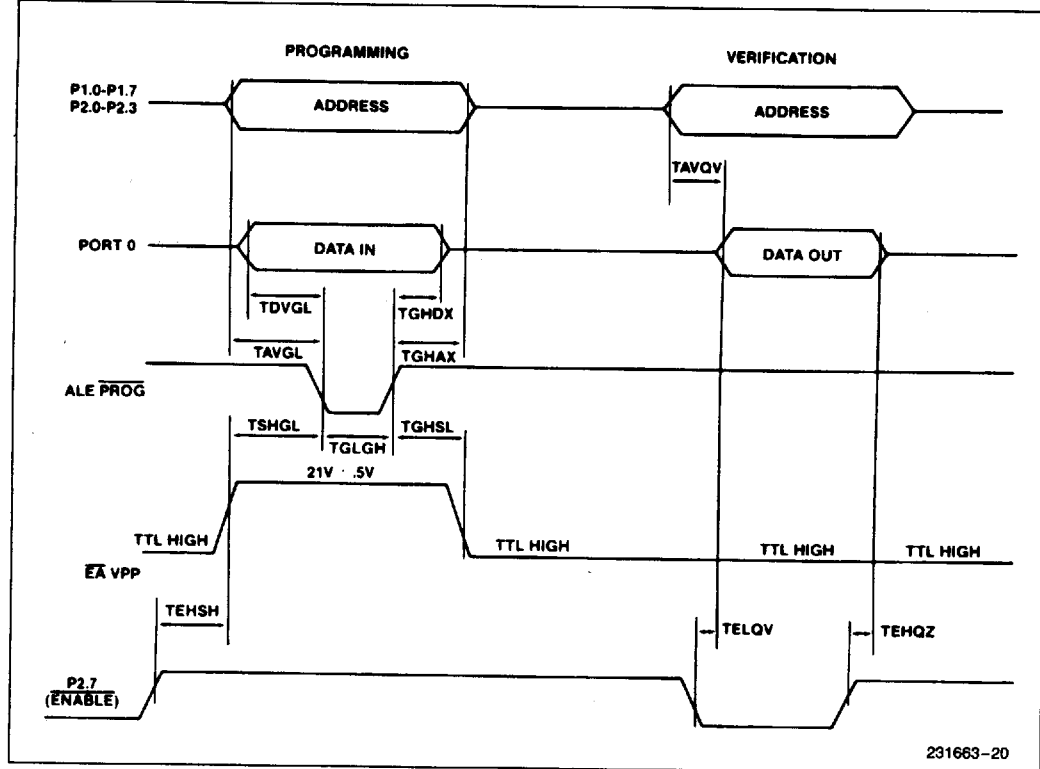 PROGRAMMING
VERIFICATION
P1.0-P1.7
P2.0-P2.3
ADDRESS
ADDRESS
TAVQV
PORT 0
DATA IN
DATA OUT
TDVGL
TGHDX
TAVGL
TGHAX
ALE PROG
TSHGL
TGLGH
TGHSL
21V · .5V
TTL HIGH
TTL HIGH
TTL HIGH
TTL HIGH
EA VPP
TEHSH
TELQV
TEHQZ
P2.7
(ENABLE)
231663-20